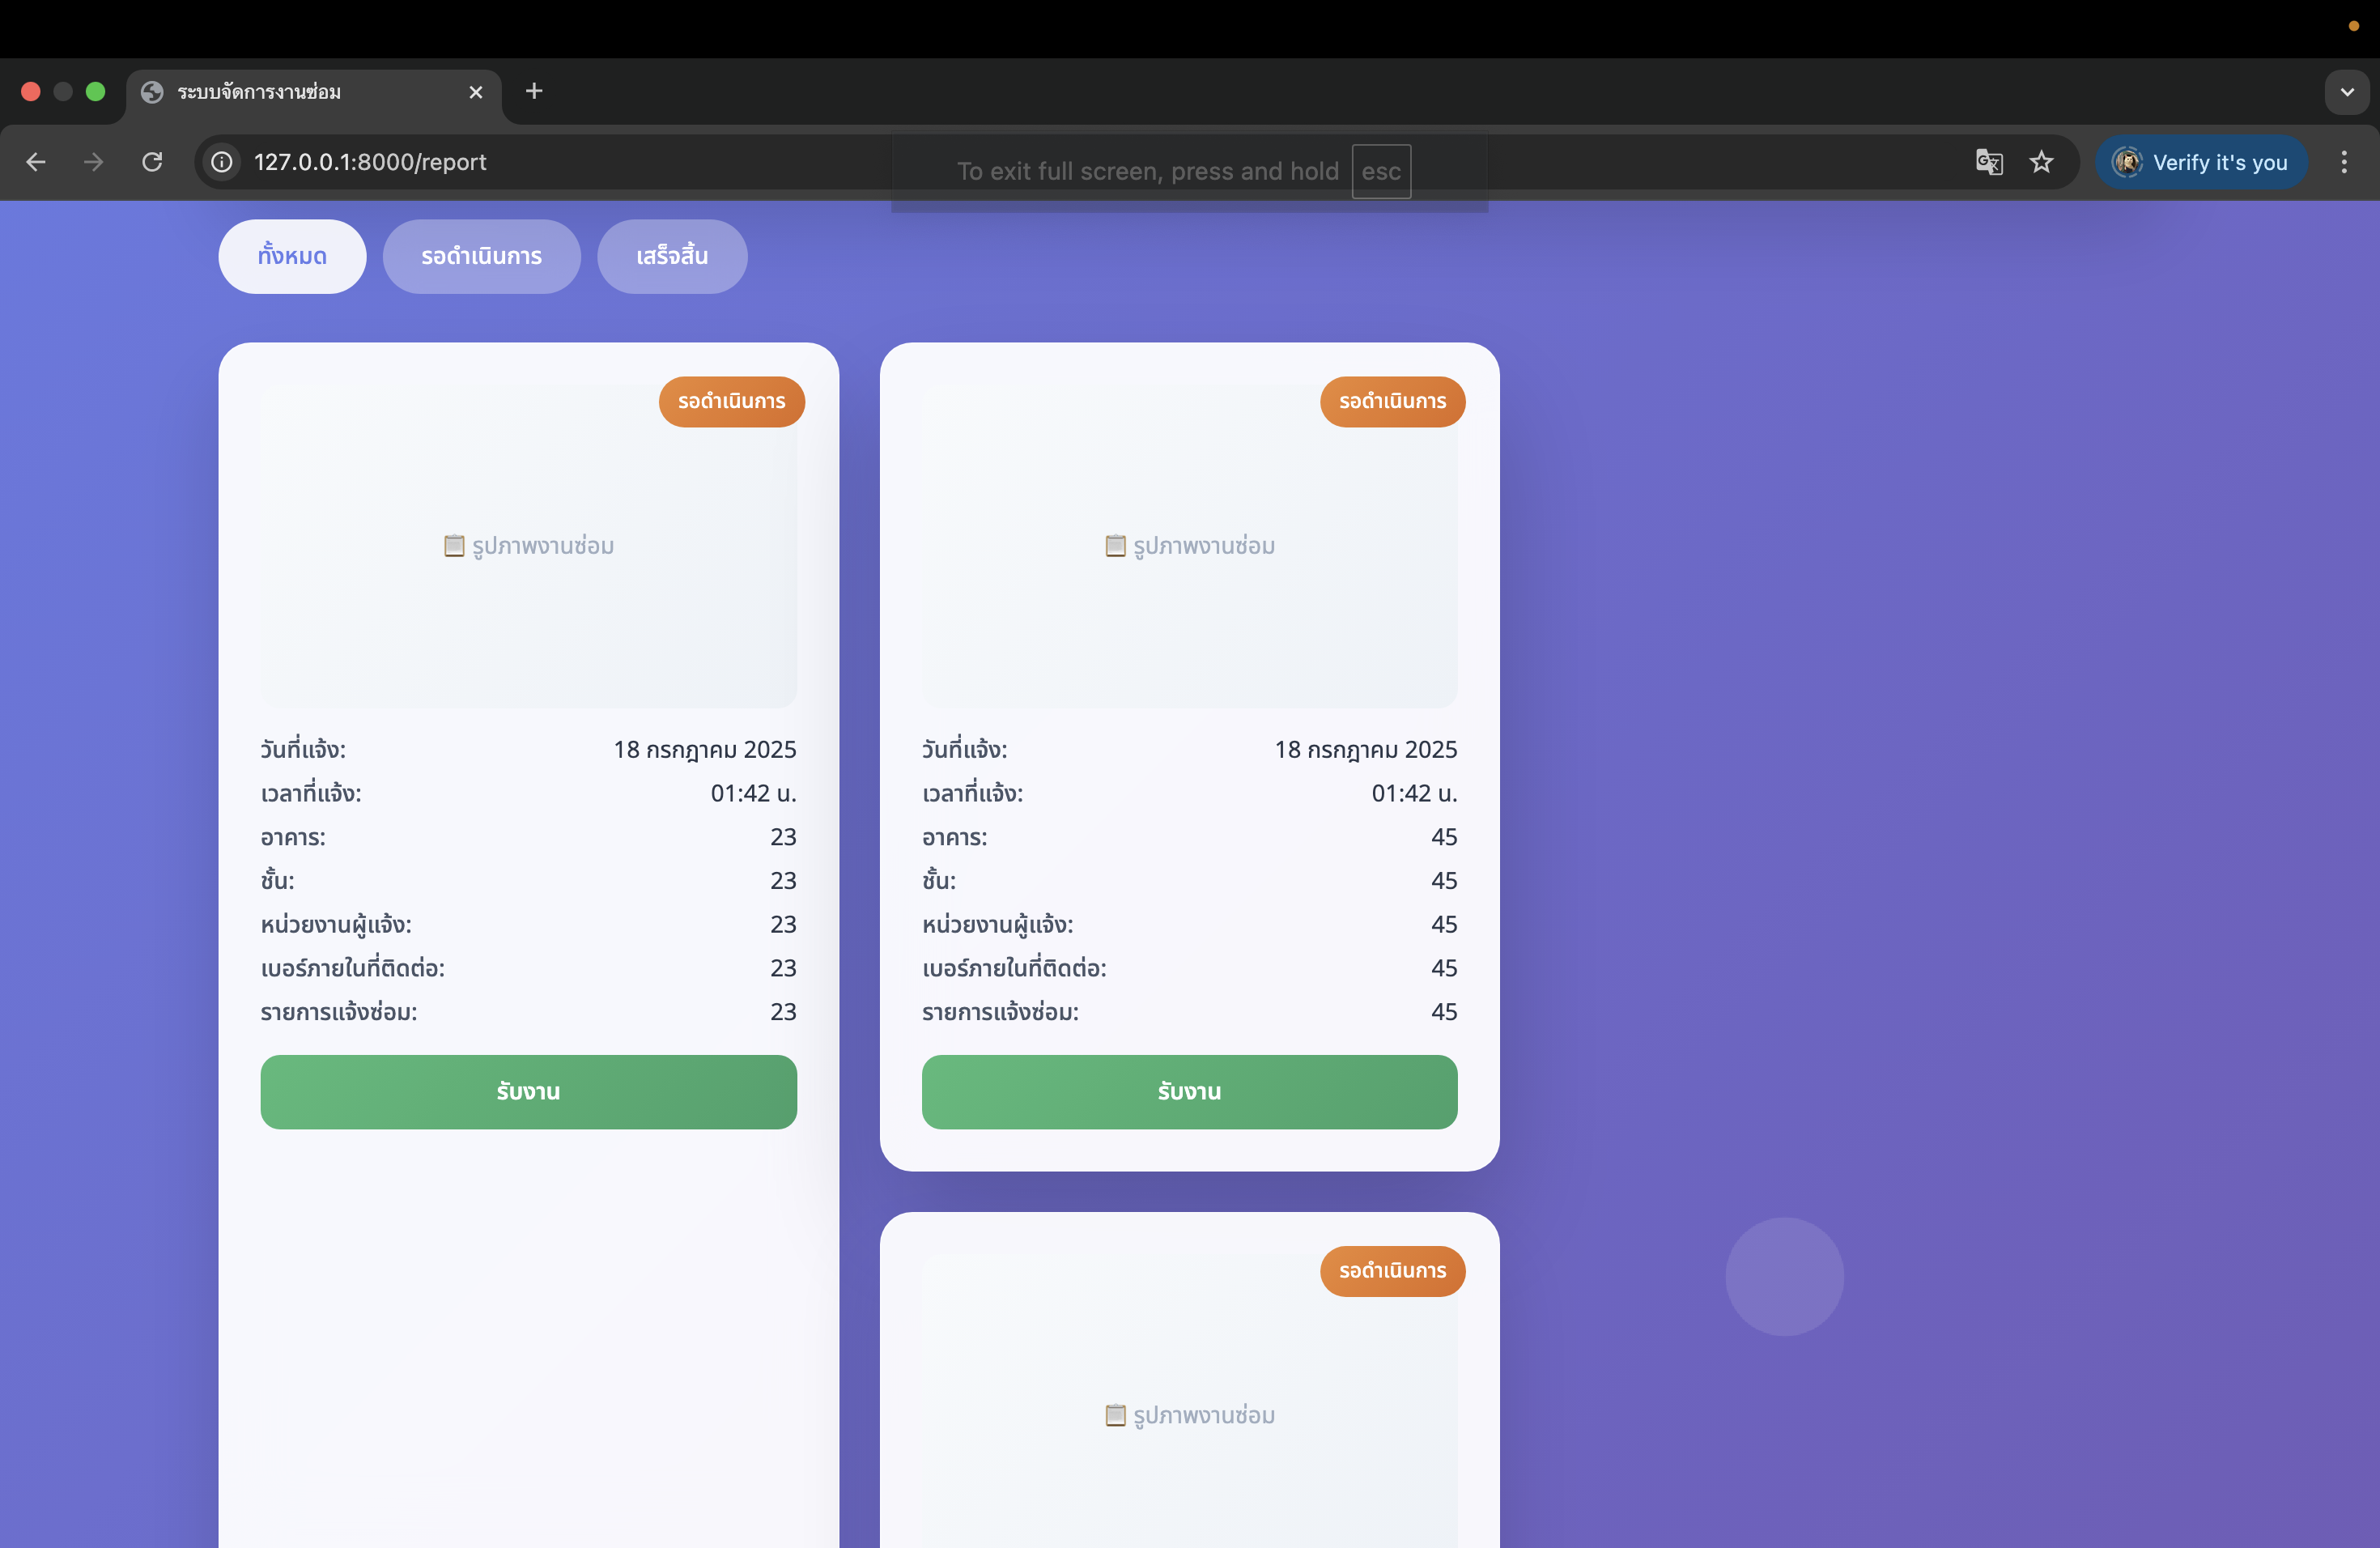 ระบบจัดการงานซ่อม
127.0.0.1:8000/report
To exit full screen, press and hold esc
Verify it's you
ทั้งหมด
รอดำเนินการ
เสร็จสิ้น
รอดำเนินการ
รูปภาพงานซ่อม
วันที่แจ้ง: 18 กรกฎาคม 2025
เวลาที่แจ้ง: 01:42 น.
อาคาร: 23
ชั้น: 23
หน่วยงานผู้แจ้ง: 23
เบอร์ภายในที่ติดต่อ: 23
รายการแจ้งซ่อม: 23
รับงาน
รอดำเนินการ
รูปภาพงานซ่อม
วันที่แจ้ง: 18 กรกฎาคม 2025
เวลาที่แจ้ง: 01:42 น.
อาคาร: 45
ชั้น: 45
หน่วยงานผู้แจ้ง: 45
เบอร์ภายในที่ติดต่อ: 45
รายการแจ้งซ่อม: 45
รับงาน
รอดำเนินการ
รูปภาพงานซ่อม